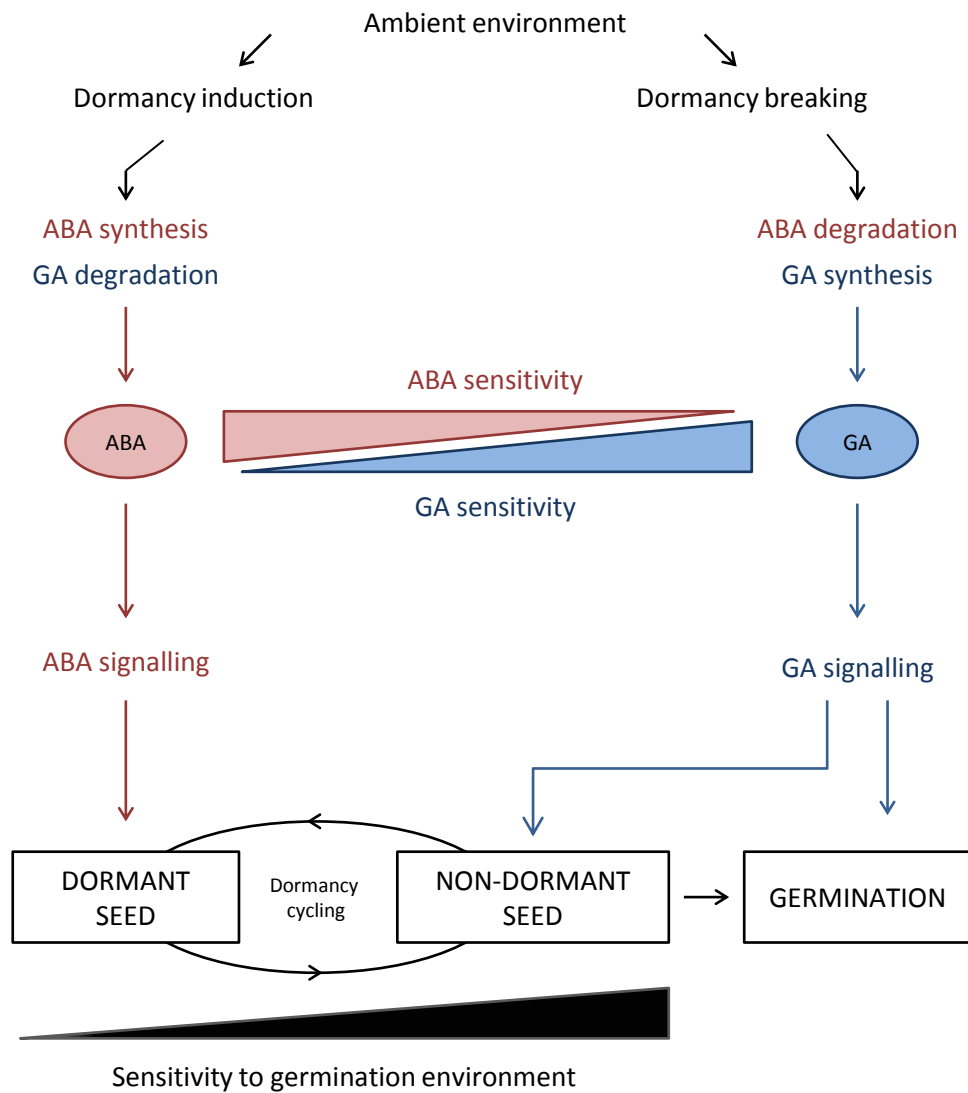 Ambient environment
Dormancy induction
Dormancy breaking
ABA synthesis
GA degradation
ABA degradation
GA synthesis
ABA sensitivity
ABA
GA
GA sensitivity
ABA signalling
GA signalling
DORMANT
SEED
Dormancy
cycling
NON-DORMANT
SEED
GERMINATION
Sensitivity to germination environment